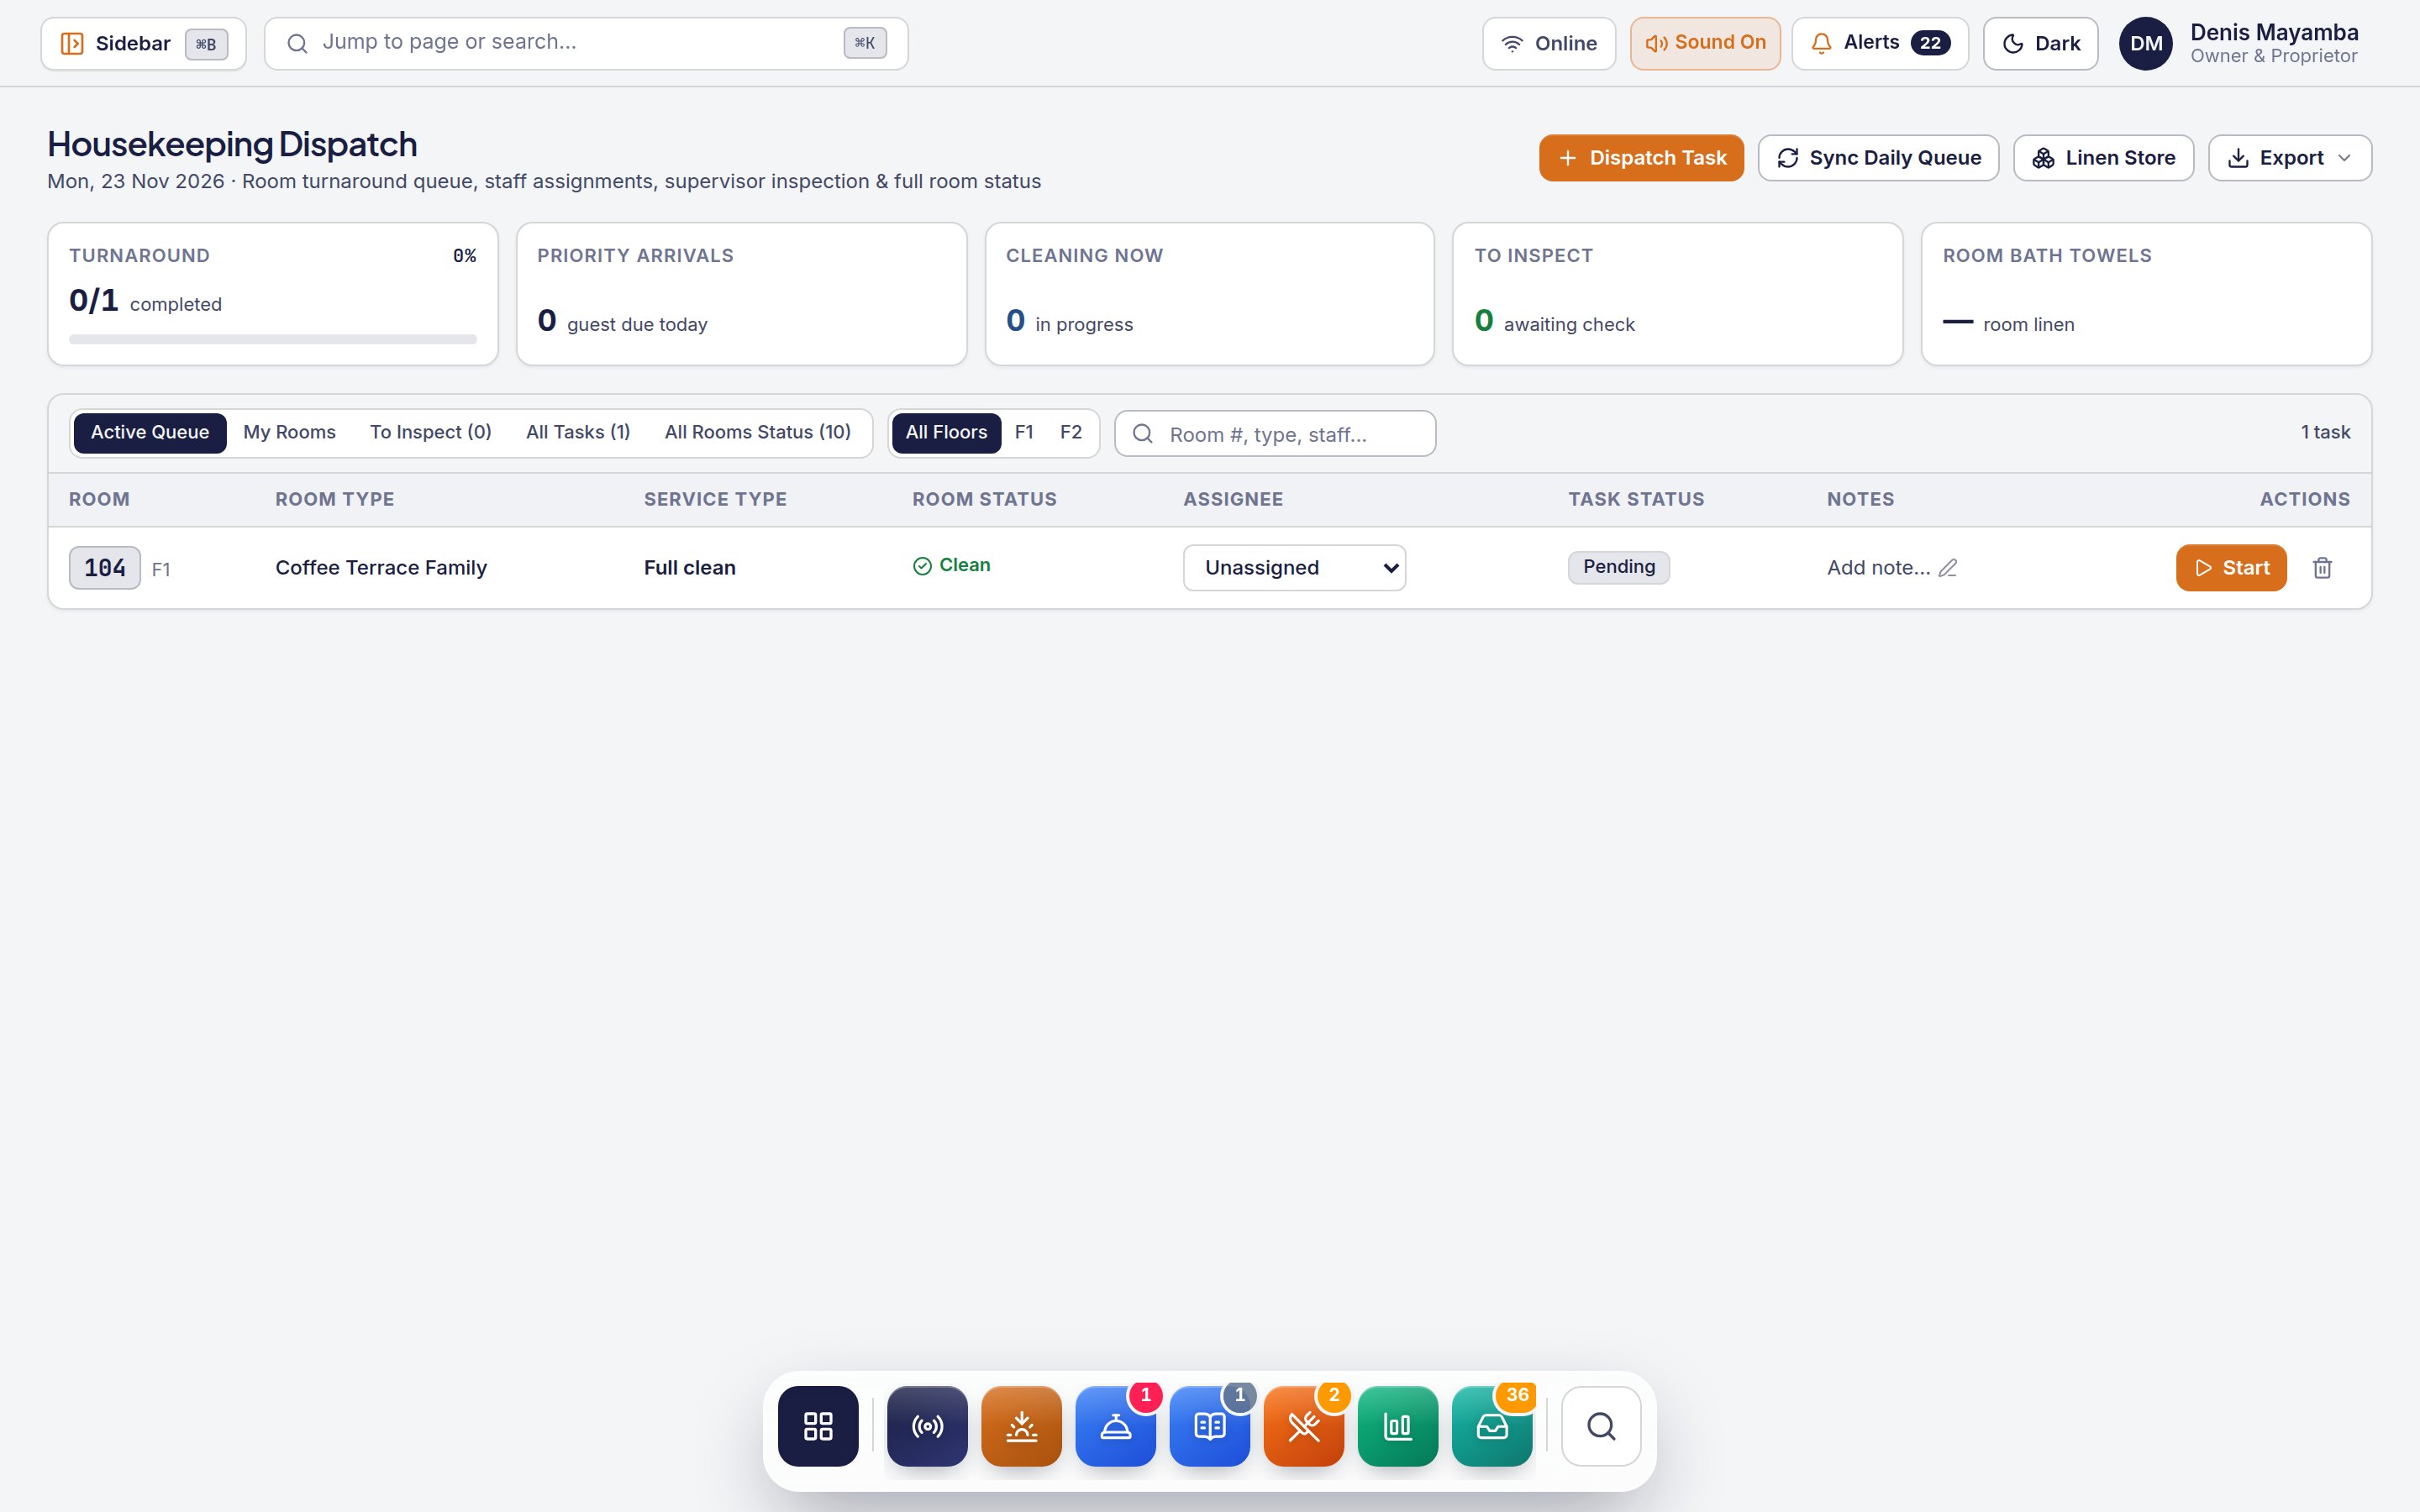 Sidebar ⌘B Jump to page or search... ⌘K Online Sound On Alerts 22 Dark DM Denis Mayamba
Owner & Proprietor
Housekeeping Dispatch
Mon, 23 Nov 2026 · Room turnaround queue, staff assignments, supervisor inspection & full room status
Dispatch Task Sync Daily Queue Linen Store Export
TURNAROUND 0%
0/1 completed
PRIORITY ARRIVALS
0 guest due today
CLEANING NOW
0 in progress
TO INSPECT
0 awaiting check
ROOM BATH TOWELS
— room linen
Active Queue My Rooms To Inspect (0) All Tasks (1) All Rooms Status (10) All Floors F1 F2 Room #, type, staff... 1 task
ROOM ROOM TYPE SERVICE TYPE ROOM STATUS ASSIGNEE TASK STATUS NOTES ACTIONS
104 F1 Coffee Terrace Family Full clean Clean Unassigned Pending Add note... Start
1 1 2 36